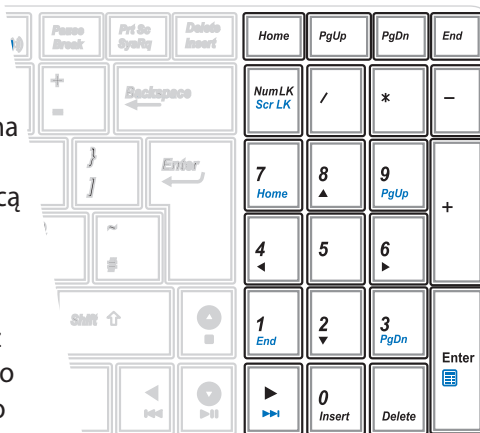 Pause Break Prt Sc SysRq Delete Insert Home PgUp PgDn End
+ = Backspace NumLK Scr LK / * -
na
} ] Enter 7 Home 8 9 PgUp +
cą
~ # 4 5 6
Shift 1 End 2 3 PgDn Enter
o
0 Insert Delete